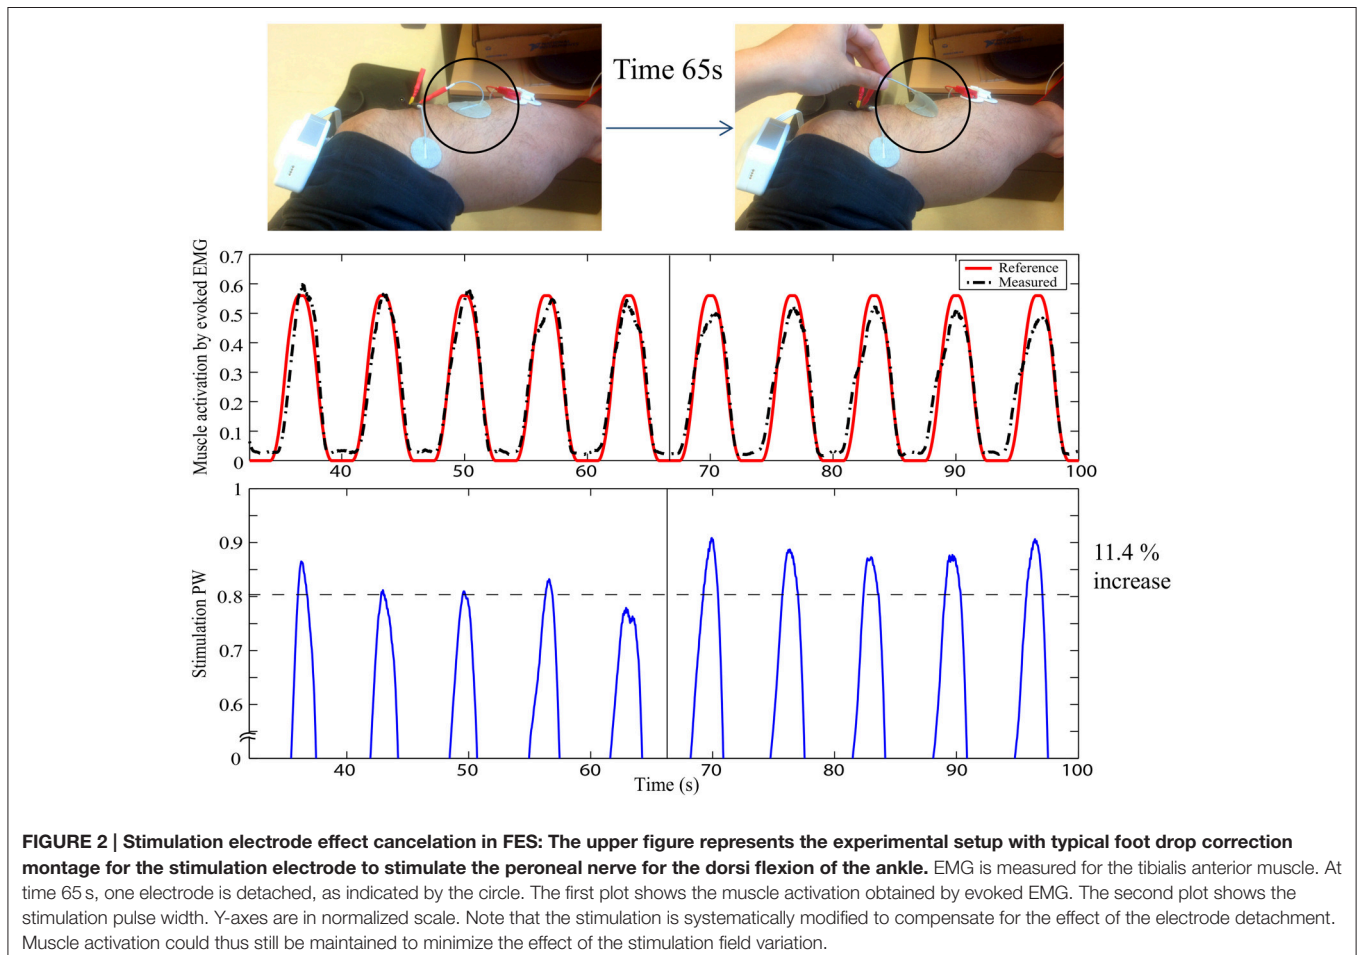 Time 65s
Muscle activation by evoked EMG
0.7
0.6
0.5
0.4
0.3
0.2
0.1
0
Reference
Measured
40 50 60 70 80 90 100
Stimulation PW
1
0.9
0.8
0.7
0.6
0
11.4 %
increase
40 50 60 70 80 90 100
Time (s)
FIGURE 2 | Stimulation electrode effect cancelation in FES: The upper figure represents the experimental setup with typical foot drop correction
montage for the stimulation electrode to stimulate the peroneal nerve for the dorsi flexion of the ankle. EMG is measured for the tibialis anterior muscle. At
time 65 s, one electrode is detached, as indicated by the circle. The first plot shows the muscle activation obtained by evoked EMG. The second plot shows the
stimulation pulse width. Y-axes are in normalized scale. Note that the stimulation is systematically modified to compensate for the effect of the electrode detachment.
Muscle activation could thus still be maintained to minimize the effect of the stimulation field variation.